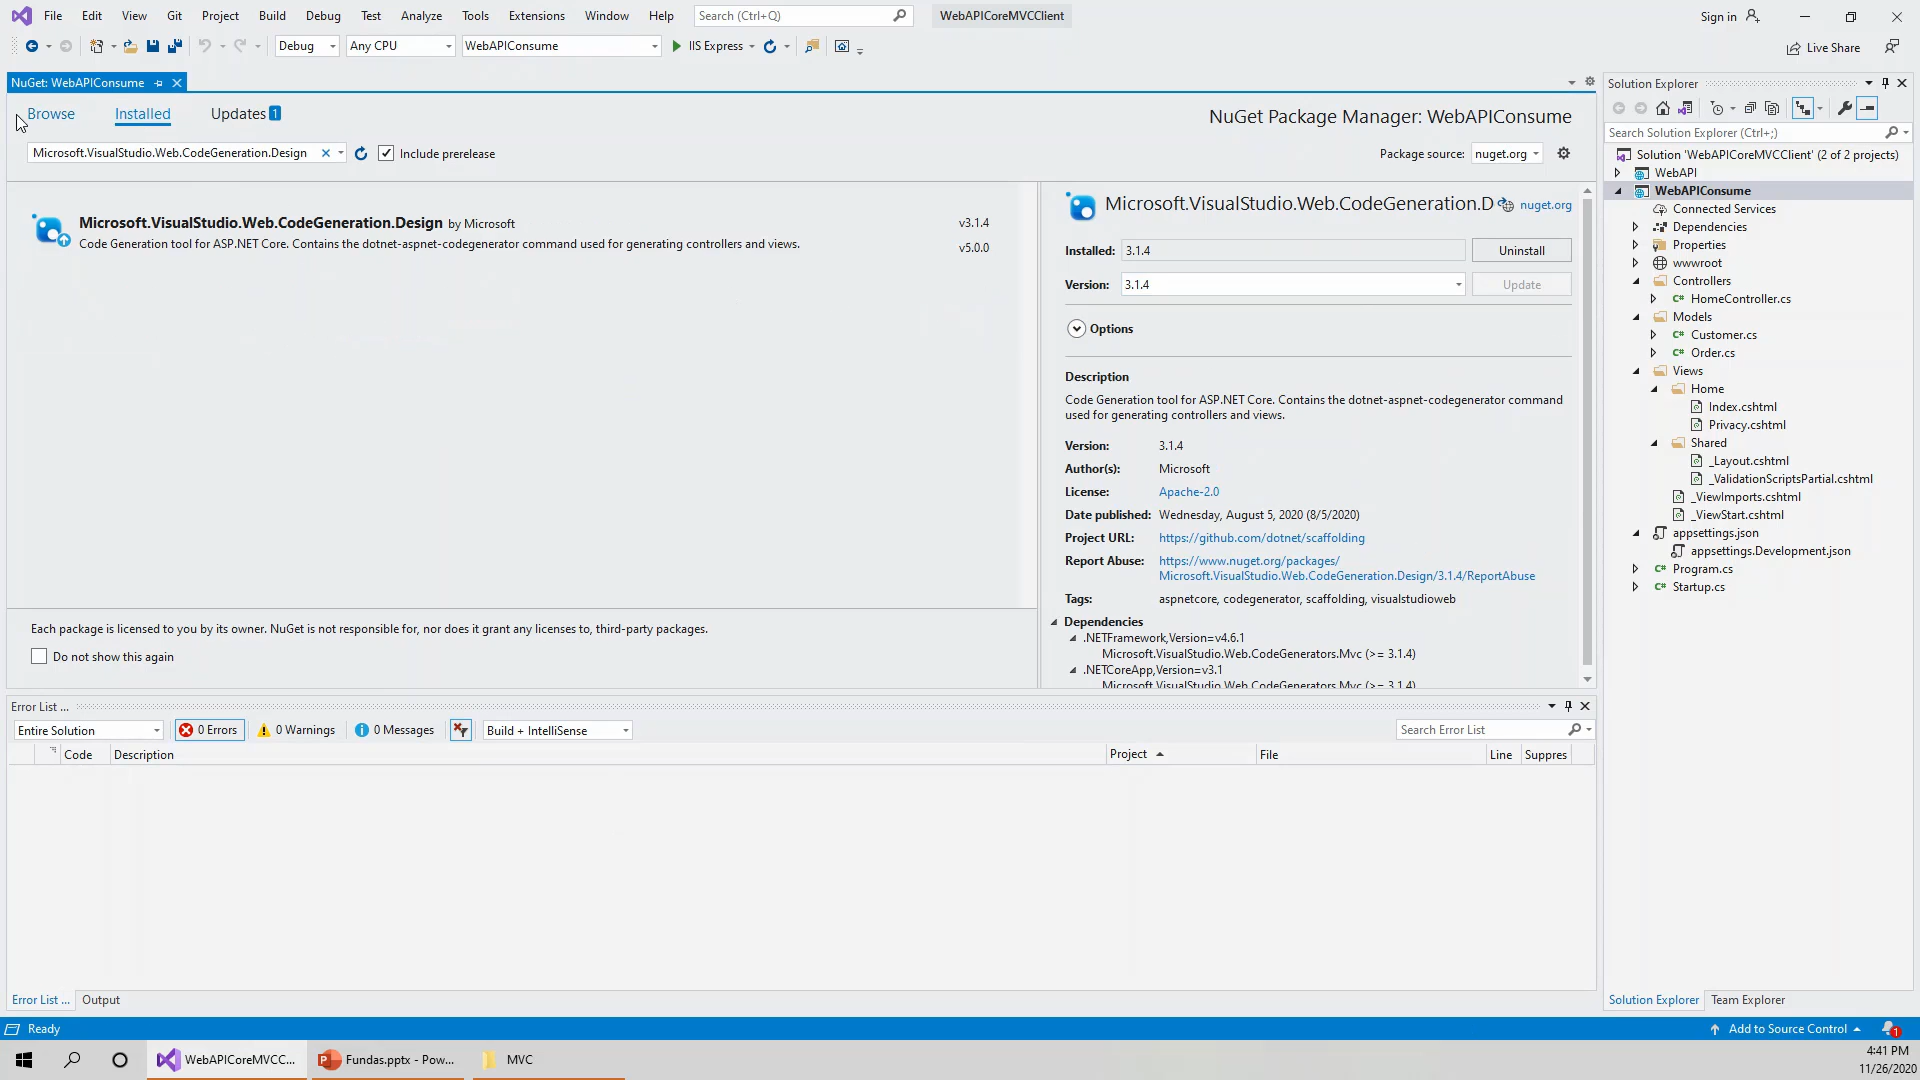 File Edit View Git Project Build Debug Test Analyze Tools Extensions Window Help Search (Ctrl+Q) WebAPICoreMVCClient Sign in
Debug Any CPU WebAPIConsume IIS Express Live Share
NuGet: WebAPIConsume
Browse Installed Updates 1
NuGet Package Manager: WebAPIConsume
Microsoft.VisualStudio.Web.CodeGeneration.Design Include prerelease
Package source: nuget.org
Microsoft.VisualStudio.Web.CodeGeneration.Design by Microsoft v3.1.4
Code Generation tool for ASP.NET Core. Contains the dotnet-aspnet-codegenerator command used for generating controllers and views. v5.0.0
Each package is licensed to you by its owner. NuGet is not responsible for, nor does it grant any licenses to, third-party packages.
Do not show this again
Microsoft.VisualStudio.Web.CodeGeneration.D nuget.org
Installed: 3.1.4 Uninstall
Version: 3.1.4 Update
Options
Description
Code Generation tool for ASP.NET Core. Contains the dotnet-aspnet-codegenerator command
used for generating controllers and views.
Version: 3.1.4
Author(s): Microsoft
License: Apache-2.0
Date published: Wednesday, August 5, 2020 (8/5/2020)
Project URL: https://github.com/dotnet/scaffolding
Report Abuse: https://www.nuget.org/packages/
Microsoft.VisualStudio.Web.CodeGeneration.Design/3.1.4/ReportAbuse
Tags: aspnetcore, codegenerator, scaffolding, visualstudioweb
Dependencies
.NETFramework,Version=v4.6.1
Microsoft.VisualStudio.Web.CodeGenerators.Mvc (>= 3.1.4)
.NETCoreApp,Version=v3.1
Microsoft.VisualStudio.Web.CodeGenerators.Mvc (>= 3.1.4)
Solution Explorer
Search Solution Explorer (Ctrl+;)
Solution 'WebAPICoreMVCClient' (2 of 2 projects)
WebAPI
WebAPIConsume
Connected Services
Dependencies
Properties
wwwroot
Controllers
C# HomeController.cs
Models
C# Customer.cs
C# Order.cs
Views
Home
Index.cshtml
Privacy.cshtml
Shared
_Layout.cshtml
_ValidationScriptsPartial.cshtml
_ViewImports.cshtml
_ViewStart.cshtml
appsettings.json
appsettings.Development.json
C# Program.cs
C# Startup.cs
Error List ...
Entire Solution 0 Errors 0 Warnings 0 Messages Build + IntelliSense Search Error List
Code Description Project File Line Suppres
Error List ... Output
Solution Explorer Team Explorer
Ready Add to Source Control 1
WebAPICoreMVCC... Fundas.pptx - Pow... MVC
4:41 PM
11/26/2020